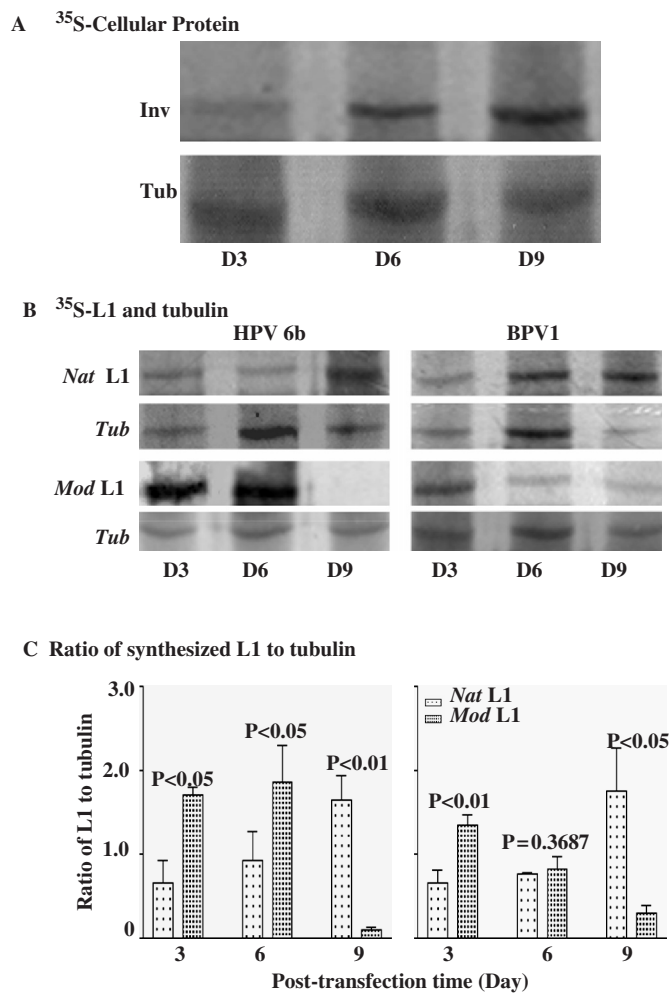 A ³⁵S-Cellular Protein
Inv
Tub
D3 D6 D9
B ³⁵S-L1 and tubulin
HPV 6b BPV1
Nat L1
Tub
Mod L1
Tub
D3 D6 D9 D3 D6 D9
C Ratio of synthesized L1 to tubulin
Ratio of L1 to tubulin
3.0
2.0
1.0
0
P<0.05
P<0.05
P<0.01
3 6 9
Nat L1
Mod L1
P<0.01
P=0.3687
P<0.05
3 6 9
Post-transfection time (Day)